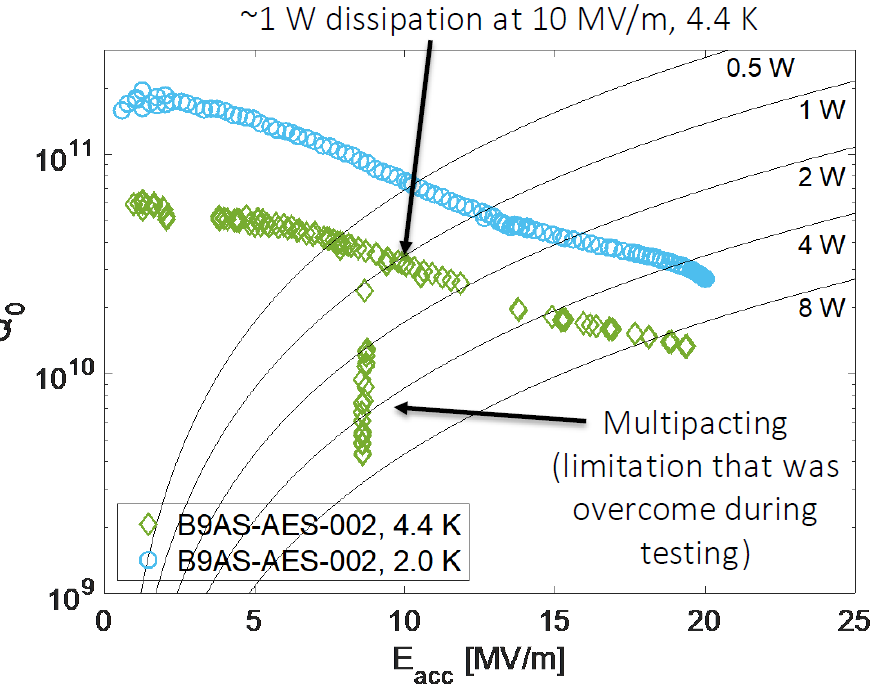 ~1 W dissipation at 10 MV/m, 4.4 K
0.5 W
1 W
2 W
4 W
8 W
10¹¹
10¹⁰
10⁹
Q₀
Multipacting
(limitation that was
overcome during
testing)
B9AS-AES-002, 4.4 K
B9AS-AES-002, 2.0 K
0 5 10 15 20 25
Eacc [MV/m]